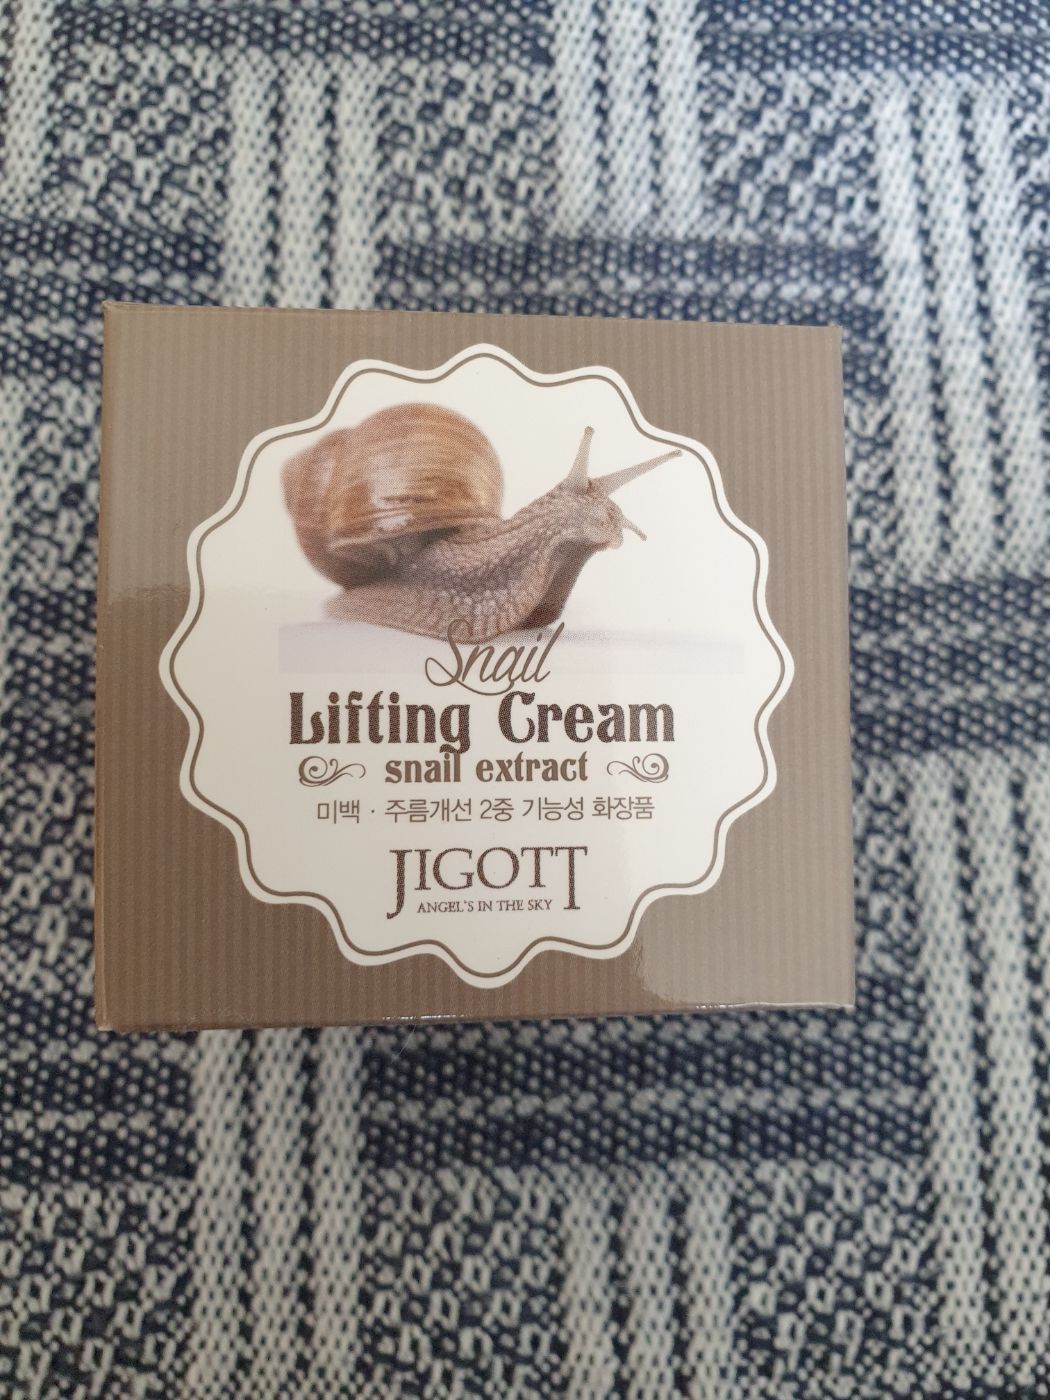 Snail
Lifting Cream
snail extract
미백 · 주름개선 2중 기능성 화장품
JIGOTT
ANGEL'S IN THE SKY